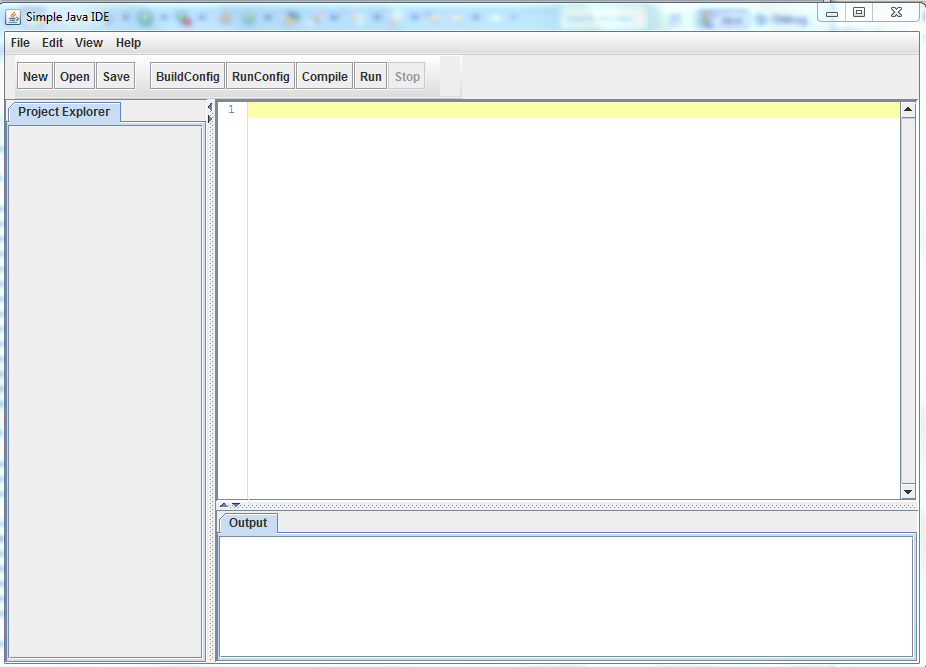 Simple Java IDE
File Edit View Help
New Open Save BuildConfig RunConfig Compile Run Stop
Project Explorer
1
Output